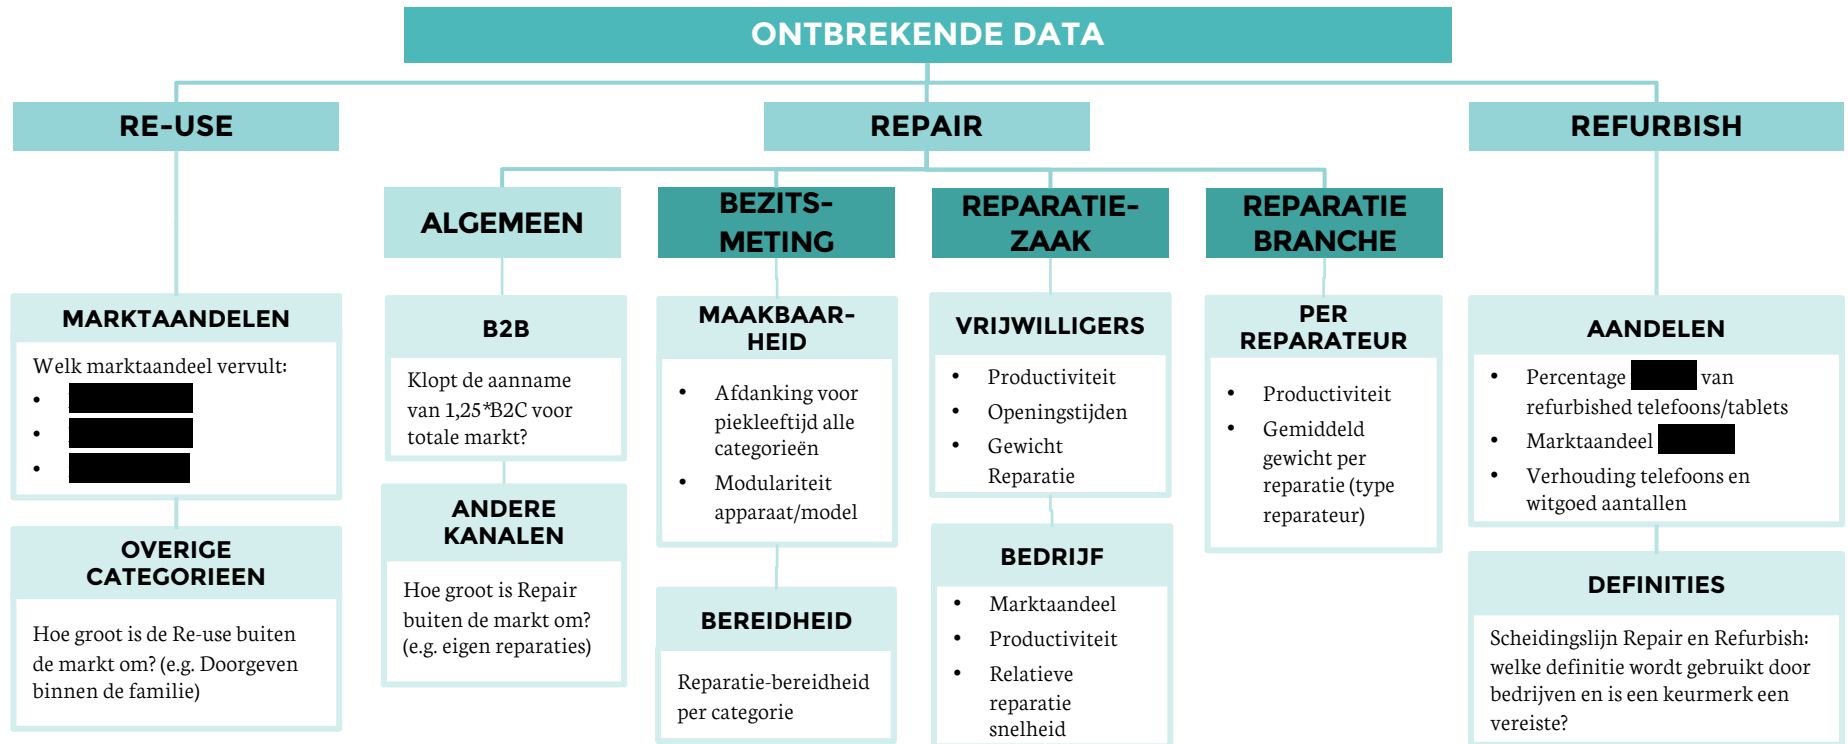 ONTBREKENDE DATA
RE-USE
REPAIR
REFURBISH
ALGEMEEN
BEZITS-
METING
REPARATIE-
ZAAK
REPARATIE
BRANCHE
MARKTAANDELEN
Welk marktaandeel vervult:
•
•
•
OVERIGE
CATEGORIEEN
Hoe groot is de Re-use buiten
de markt om? (e.g. Doorgeven
binnen de familie)
B2B
Klopt de aanname
van 1,25*B2C voor
totale markt?
ANDERE
KANALEN
Hoe groot is Repair
buiten de markt om?
(e.g. eigen reparaties)
MAAKBAAR-
HEID
• Afdanking voor
piekleeftijd alle
categorieën
• Modulariteit
apparaat/model
BEREIDHEID
Reparatie-bereidheid
per categorie
VRIJWILLIGERS
• Productiviteit
• Openingstijden
• Gewicht
Reparatie
BEDRIJF
• Marktaandeel
• Productiviteit
• Relatieve
reparatie
snelheid
PER
REPARATEUR
• Productiviteit
• Gemiddeld
gewicht per
reparatie (type
reparateur)
AANDELEN
• Percentage van
refurbished telefoons/tablets
• Marktaandeel
• Verhouding telefoons en
witgoed aantallen
DEFINITIES
Scheidingslijn Repair en Refurbish:
welke definitie wordt gebruikt door
bedrijven en is een keurmerk een
vereiste?